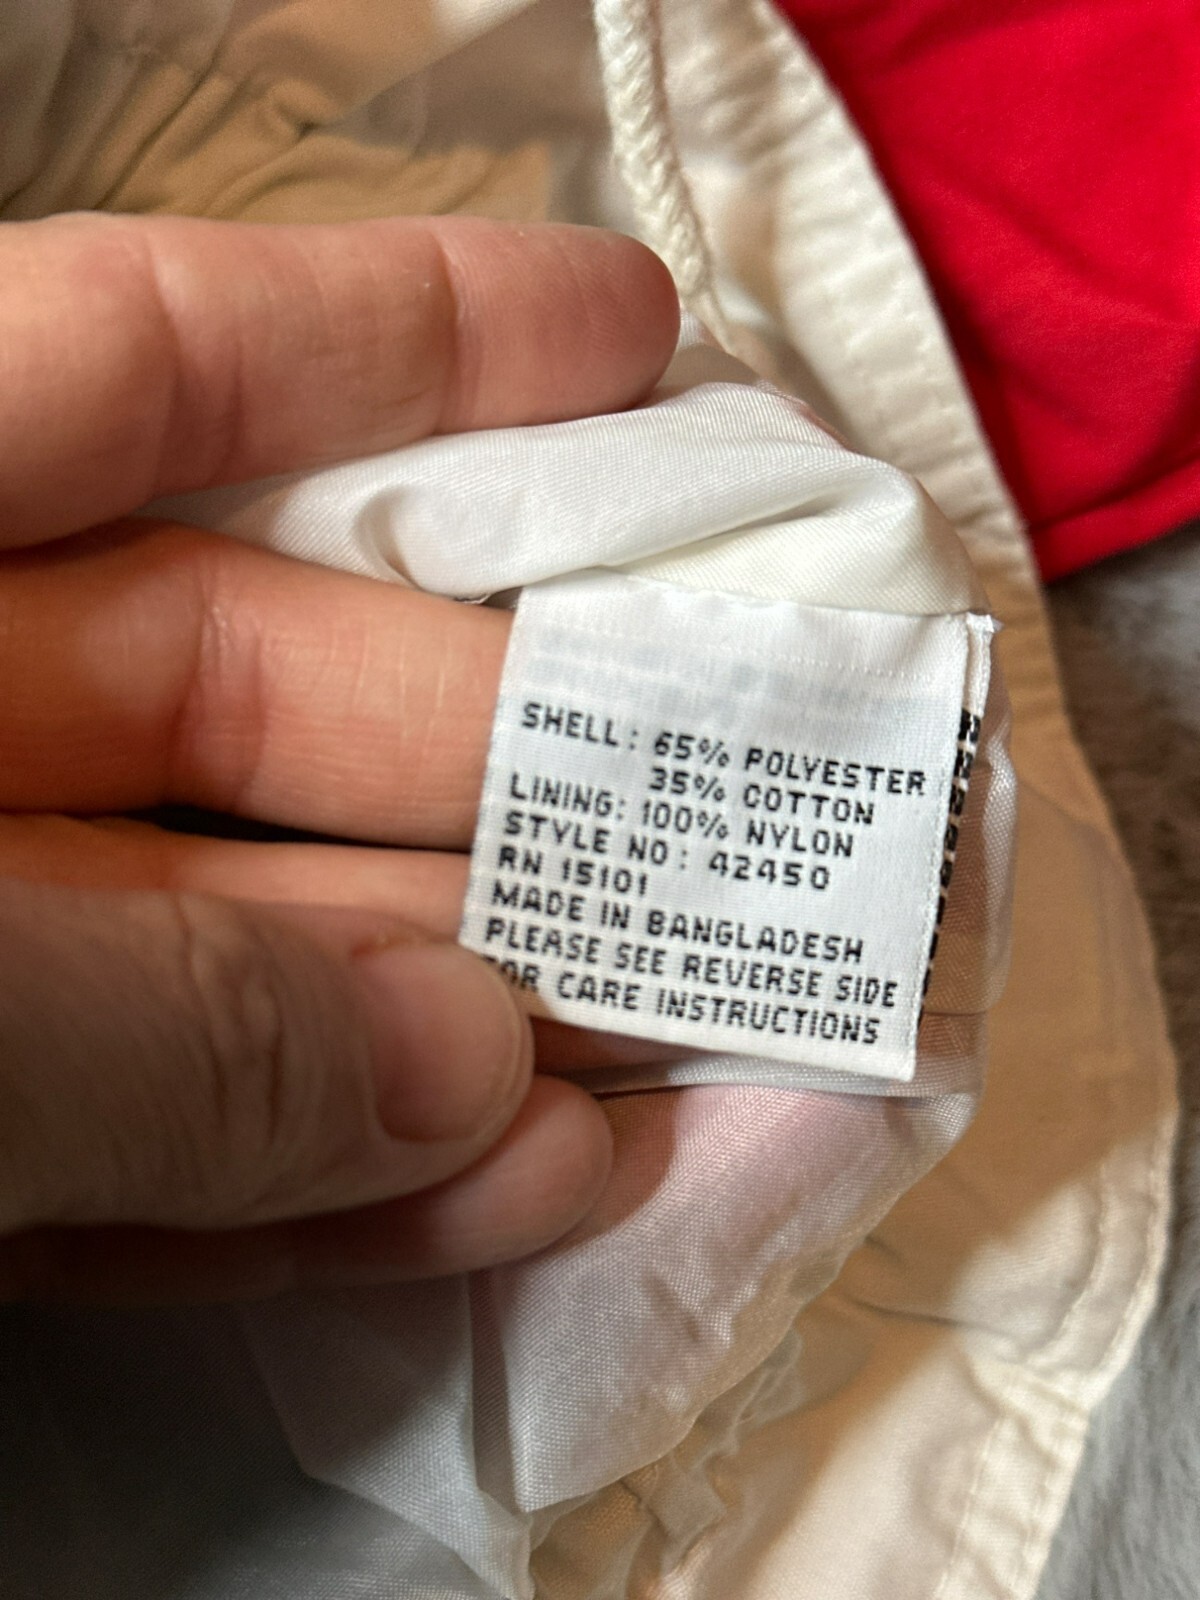 SHELL: 65% POLYESTER
35% COTTON
LINING: 100% NYLON
STYLE NO: 42450
RN 15101
MADE IN BANGLADESH
PLEASE SEE REVERSE SIDE
FOR CARE INSTRUCTIONS